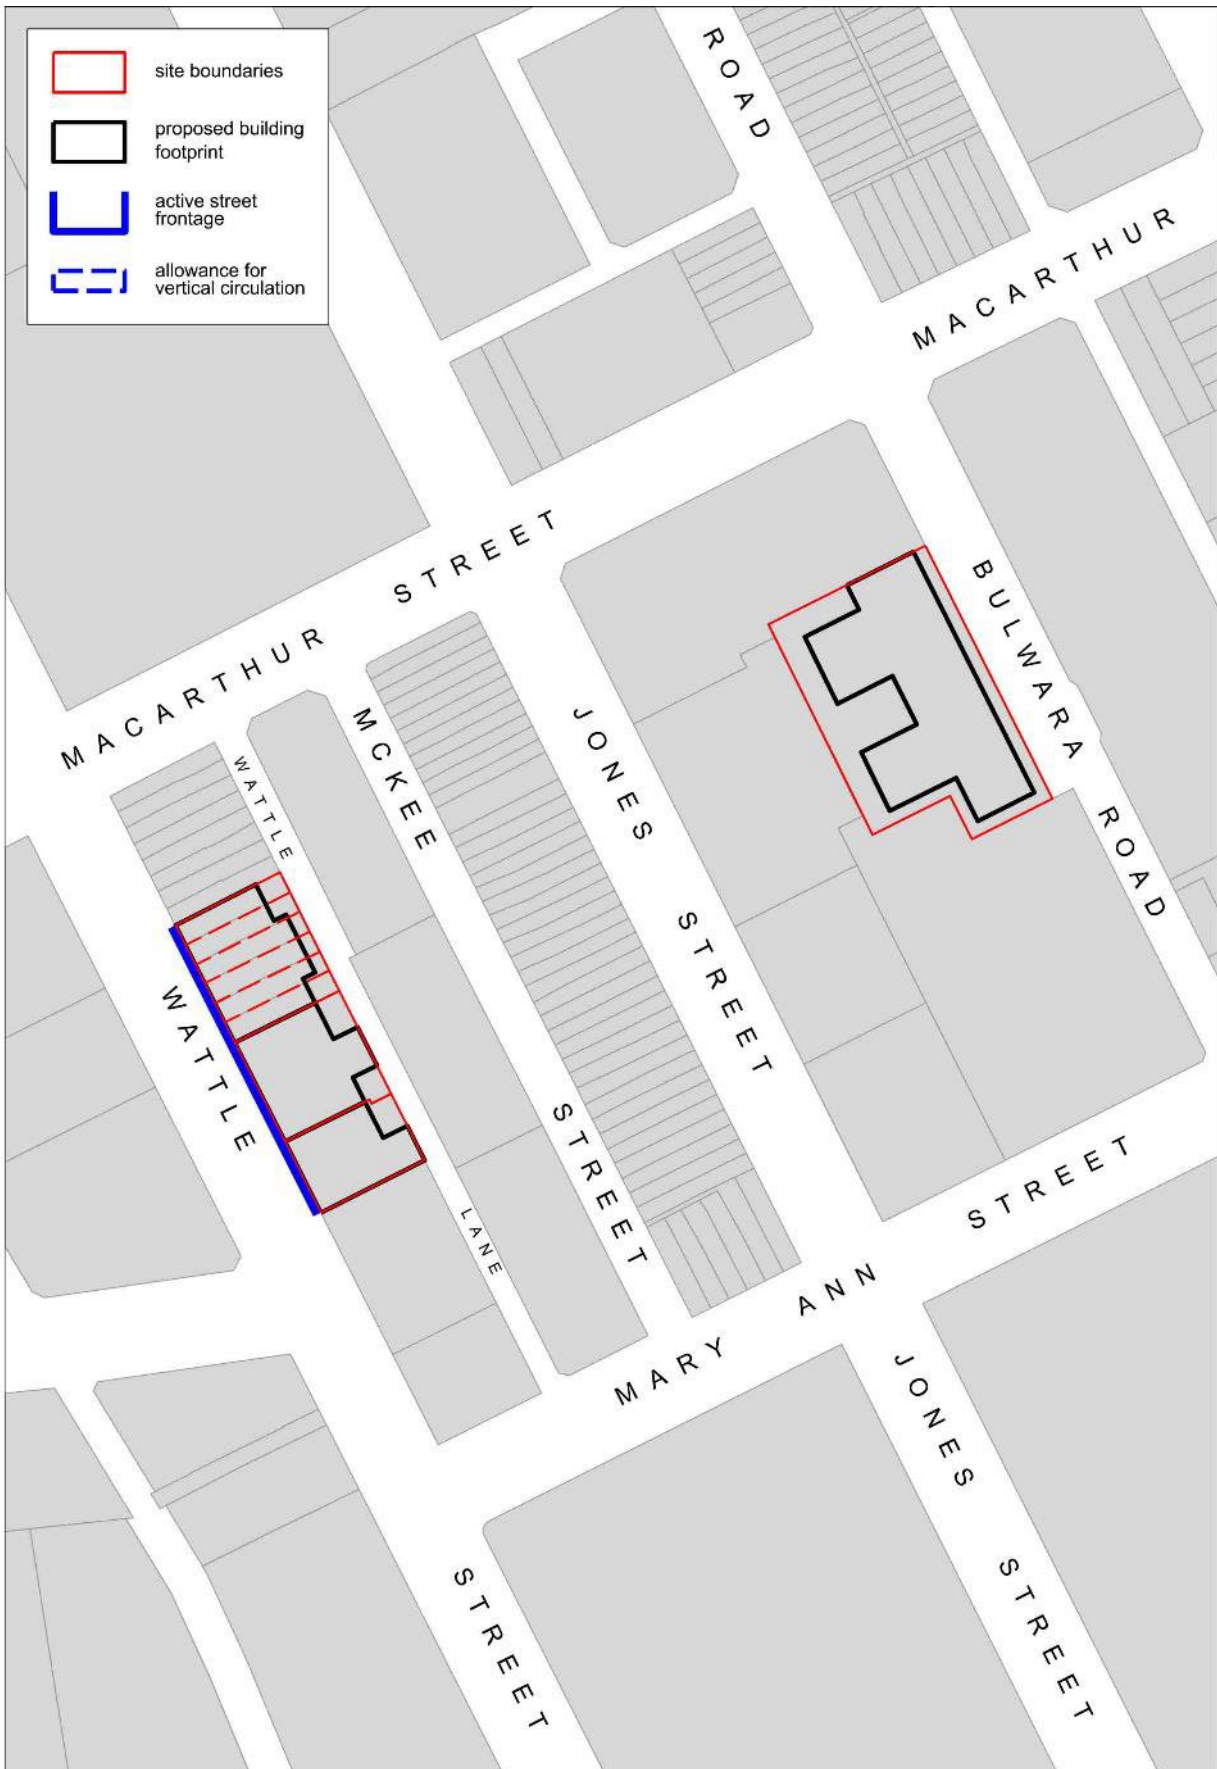 site boundaries
proposed building
footprint
active street
frontage
allowance for
vertical circulation
ROAD
MACARTHUR
MACARTHUR STREET
BULWARA ROAD
WATTLE LANE
MCKEE STREET
JONES STREET
WATTLE STREET
MARY ANN STREET
JONES STREET